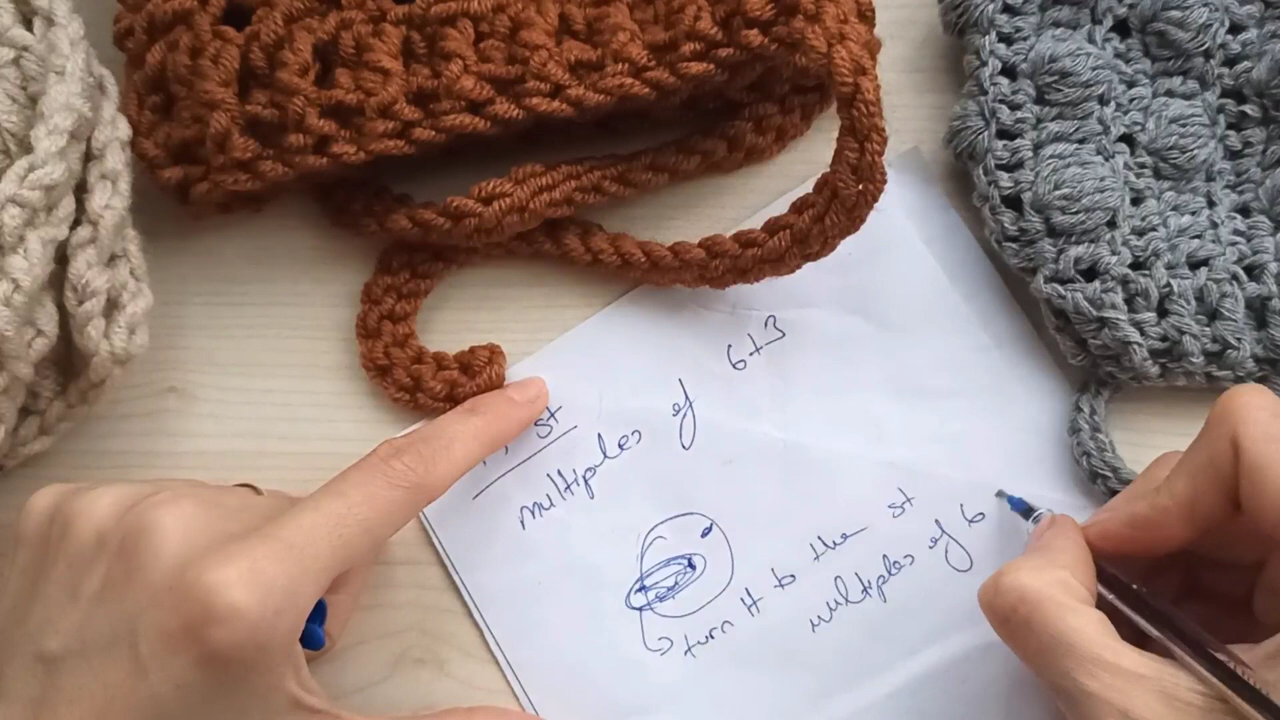 st
multiples of 6+3
turn it to the st
multiples of 6